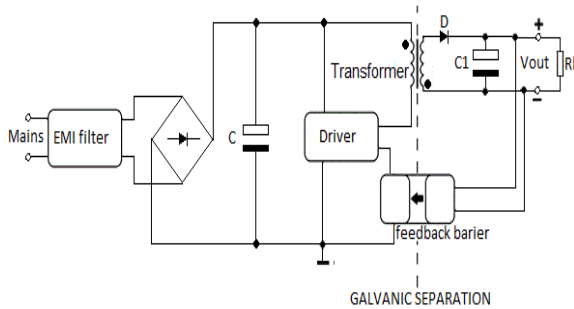 D
+
Transformer
C1
Vout
Mains
EMI filter
C
Driver
-
feedback barier
GALVANIC SEPARATION